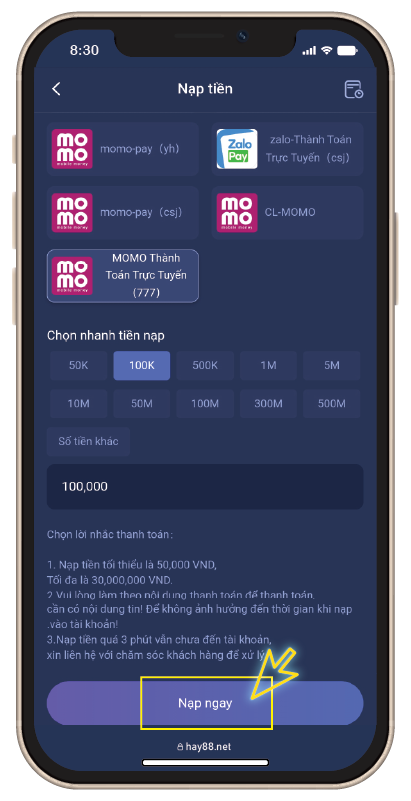 8:30
Nạp tiền
mo
mo
mobile money
momo-pay (yh)
Zalo
Pay
zalo-Thành Toán
Trực Tuyến (csj)
mo
mo
mobile money
momo-pay (csj)
mo
mo
mobile money
CL-MOMO
mo
mo
mobile money
MOMO Thành
Toán Trực Tuyến
(777)
Chọn nhanh tiền nạp
50K
100K
500K
1M
5M
10M
50M
100M
300M
500M
Số tiền khác
100,000
Chọn lời nhắc thanh toán:
1. Nạp tiền tối thiểu là 50,000 VND,
Tối đa là 30,000,000 VND.
2 Vui lòng làm theo nội dung thanh toán để thanh toán,
cần có nội dung tin! Để không ảnh hưởng đến thời gian khi nạp
.vào tài khoản!
3.Nạp tiền quá 3 phút vẫn chưa đến tài khoản,
xin liên hệ với chăm sóc khách hàng để xử lý
Nạp ngay
hay88.net